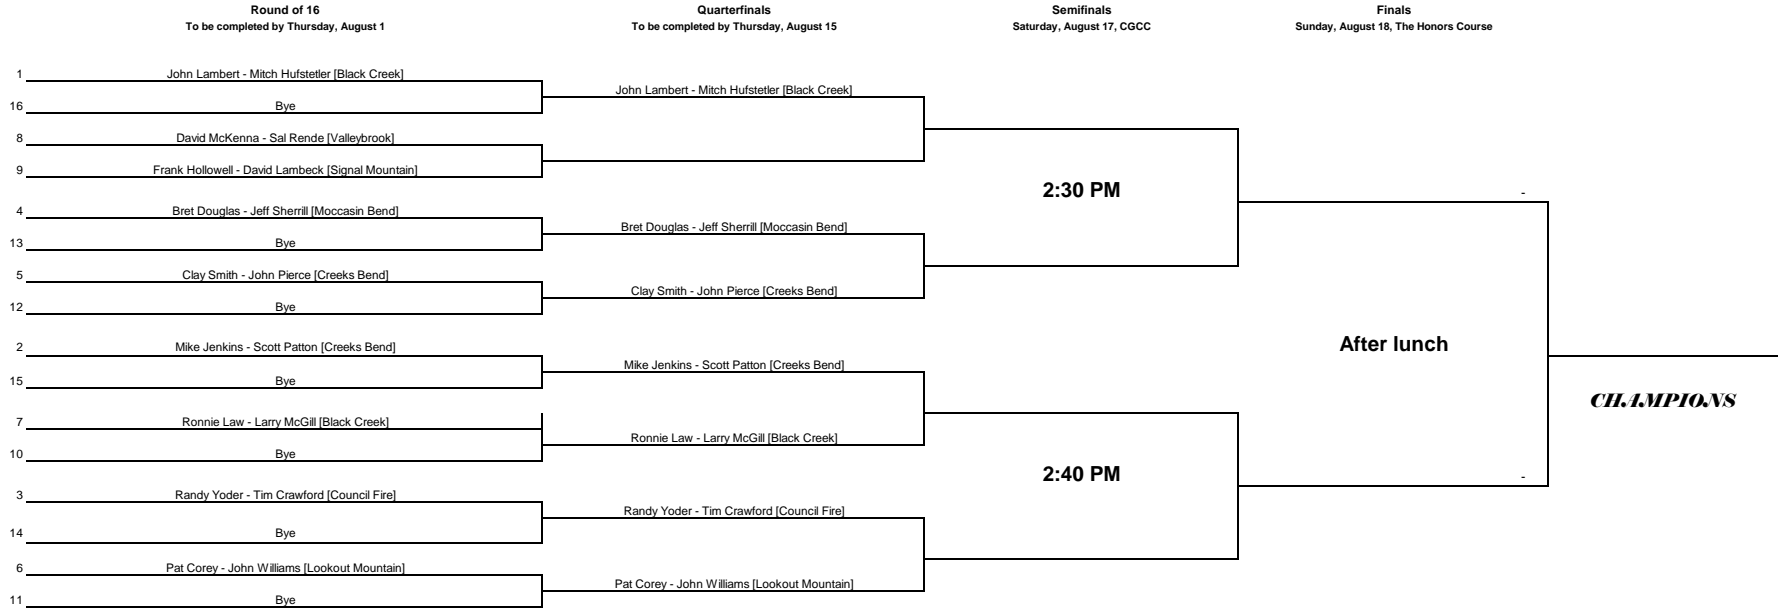 Round of 16
To be completed by Thursday, August 1
Quarterfinals
To be completed by Thursday, August 15
Semifinals
Saturday, August 17, CGCC
Finals
Sunday, August 18, The Honors Course
1 John Lambert - Mitch Hufstetler [Black Creek]
John Lambert - Mitch Hufstetler [Black Creek]
16 Bye
8 David McKenna - Sal Rende [Valleybrook]
9 Frank Hollowell - David Lambeck [Signal Mountain]
2:30 PM
-
4 Bret Douglas - Jeff Sherrill [Moccasin Bend]
Bret Douglas - Jeff Sherrill [Moccasin Bend]
13 Bye
5 Clay Smith - John Pierce [Creeks Bend]
Clay Smith - John Pierce [Creeks Bend]
12 Bye
After lunch
2 Mike Jenkins - Scott Patton [Creeks Bend]
Mike Jenkins - Scott Patton [Creeks Bend]
15 Bye
CHAMPIONS
7 Ronnie Law - Larry McGill [Black Creek]
Ronnie Law - Larry McGill [Black Creek]
10 Bye
2:40 PM
-
3 Randy Yoder - Tim Crawford [Council Fire]
Randy Yoder - Tim Crawford [Council Fire]
14 Bye
6 Pat Corey - John Williams [Lookout Mountain]
Pat Corey - John Williams [Lookout Mountain]
11 Bye